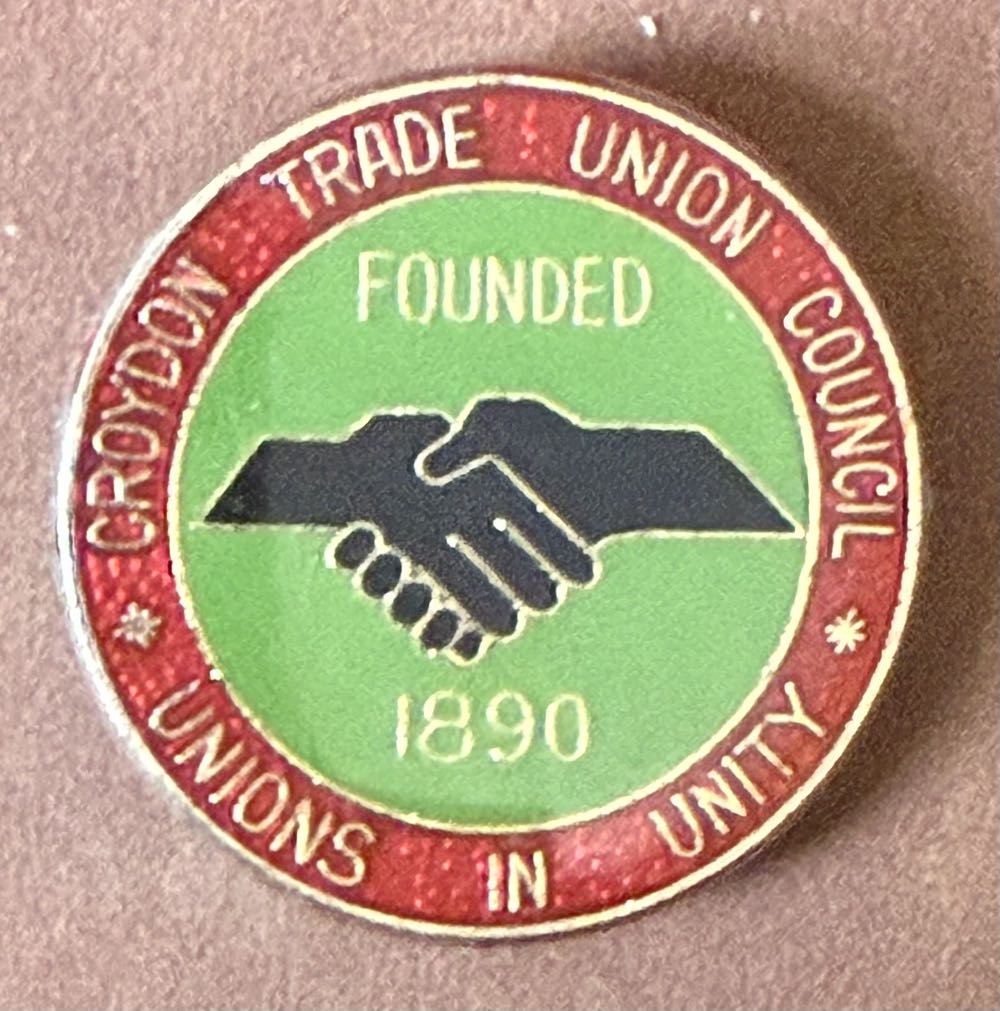 CROYDON TRADE UNION COUNCIL
FOUNDED
1890
* UNIONS IN UNITY *